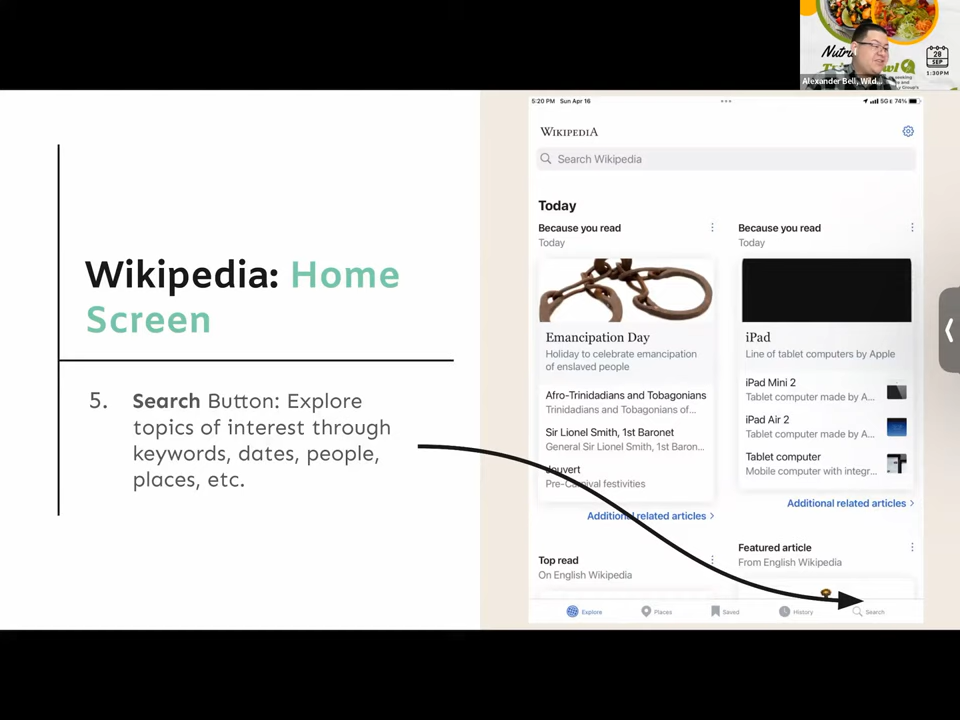 Nutri
28
SEP
1:30PM
Alexander Bell, Wild...
Wikipedia: Home
Screen
5. Search Button: Explore
topics of interest through
keywords, dates, people,
places, etc.
5:20 PM Sun Apr 16
5G E 74%
WIKIPEDIA
Search Wikipedia
Today
Because you read
Today
Emancipation Day
Holiday to celebrate emancipation
of enslaved people
Afro-Trinidadians and Tobagonians
Trinidadians and Tobagonians of...
Sir Lionel Smith, 1st Baronet
General Sir Lionel Smith, 1st Baron...
Jouvert
Pre-Carnival festivities
Additional related articles >
Because you read
Today
iPad
Line of tablet computers by Apple
iPad Mini 2
Tablet computer made by A...
iPad Air 2
Tablet computer made by A...
Tablet computer
Mobile computer with integr...
Additional related articles >
Top read
On English Wikipedia
Featured article
From English Wikipedia
Explore
Places
Saved
History
Search